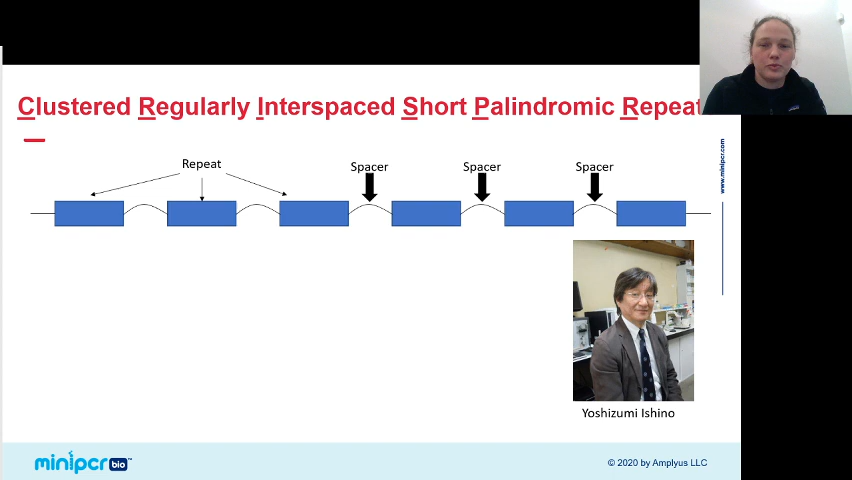 Clustered Regularly Interspaced Short Palindromic Repeat
Repeat
Spacer
Spacer
Spacer
www.minipcr.com
Yoshizumi Ishino
minipcr bio™
© 2020 by Amplyus LLC